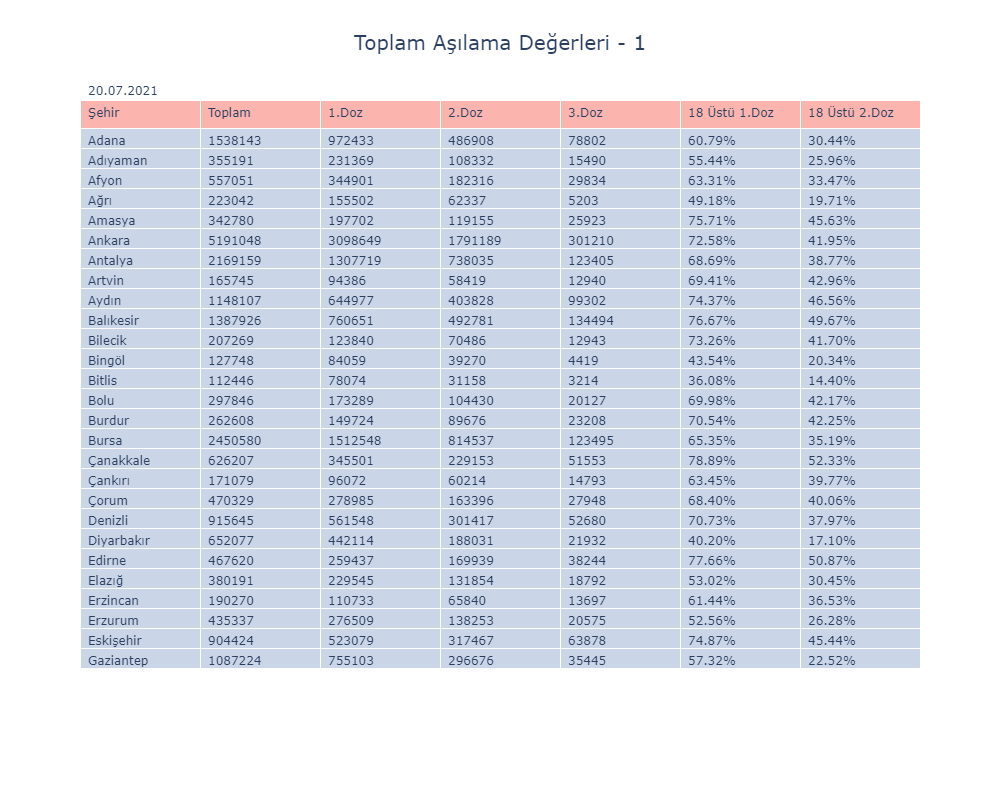 Toplam Aşılama Değerleri - 1
20.07.2021
Şehir Toplam 1.Doz 2.Doz 3.Doz 18 Üstü 1.Doz 18 Üstü 2.Doz
Adana 1538143 972433 486908 78802 60.79% 30.44%
Adıyaman 355191 231369 108332 15490 55.44% 25.96%
Afyon 557051 344901 182316 29834 63.31% 33.47%
Ağrı 223042 155502 62337 5203 49.18% 19.71%
Amasya 342780 197702 119155 25923 75.71% 45.63%
Ankara 5191048 3098649 1791189 301210 72.58% 41.95%
Antalya 2169159 1307719 738035 123405 68.69% 38.77%
Artvin 165745 94386 58419 12940 69.41% 42.96%
Aydın 1148107 644977 403828 99302 74.37% 46.56%
Balıkesir 1387926 760651 492781 134494 76.67% 49.67%
Bilecik 207269 123840 70486 12943 73.26% 41.70%
Bingöl 127748 84059 39270 4419 43.54% 20.34%
Bitlis 112446 78074 31158 3214 36.08% 14.40%
Bolu 297846 173289 104430 20127 69.98% 42.17%
Burdur 262608 149724 89676 23208 70.54% 42.25%
Bursa 2450580 1512548 814537 123495 65.35% 35.19%
Çanakkale 626207 345501 229153 51553 78.89% 52.33%
Çankırı 171079 96072 60214 14793 63.45% 39.77%
Çorum 470329 278985 163396 27948 68.40% 40.06%
Denizli 915645 561548 301417 52680 70.73% 37.97%
Diyarbakır 652077 442114 188031 21932 40.20% 17.10%
Edirne 467620 259437 169939 38244 77.66% 50.87%
Elazığ 380191 229545 131854 18792 53.02% 30.45%
Erzincan 190270 110733 65840 13697 61.44% 36.53%
Erzurum 435337 276509 138253 20575 52.56% 26.28%
Eskişehir 904424 523079 317467 63878 74.87% 45.44%
Gaziantep 1087224 755103 296676 35445 57.32% 22.52%